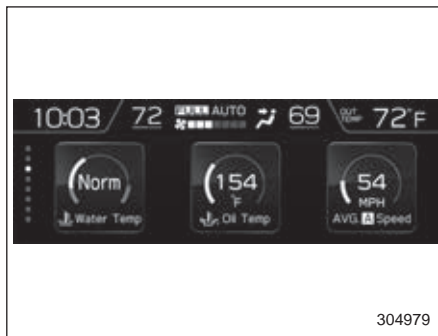 10:03 72 FULL AUTO 69 OUT TEMP 72°F
Norm 154 °F 54 MPH
Water Temp Oil Temp AVG. A Speed
304979